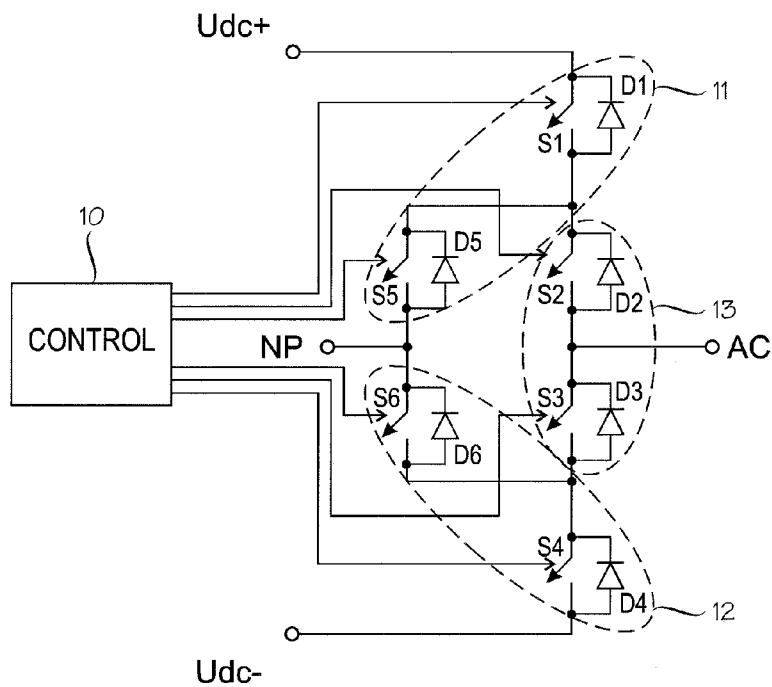 Udc+
D1
11
S1
10
D5
D2
S5
S2
13
CONTROL
NP
AC
S6
S3
D3
D6
S4
D4
12
Udc-